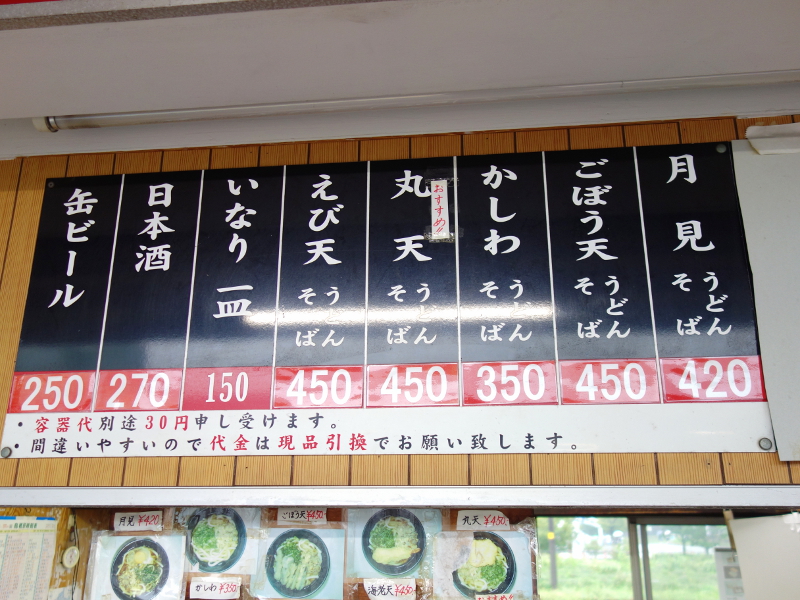 月見 うどん そば 420
ごぼう天 うどん そば 450
かしわ うどん そば 350
丸天 うどん そば 450
おすすめ!!
えび天 うどん そば 450
いなり 一皿 150
日本酒 270
缶ビール 250
・容器代別途30円申し受けます。
・間違いやすいので代金は現品引換でお願い致します。
月見 ¥420
ごぼう天 ¥450
丸天 ¥450
かしわ ¥350
海老天 ¥450